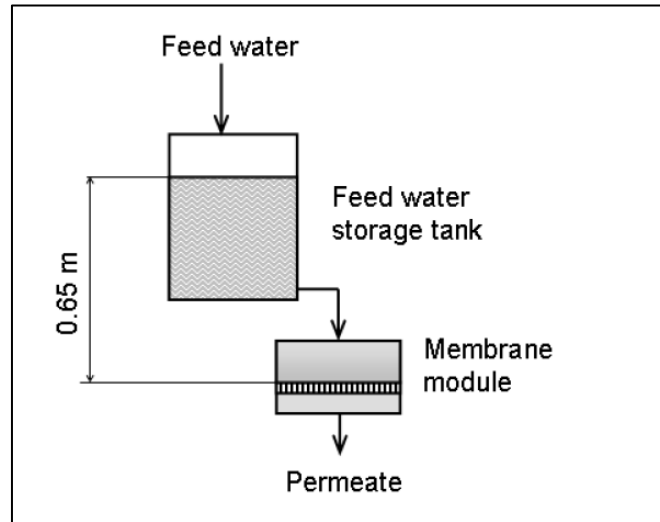 Feed water
Feed water
storage tank
0.65 m
Membrane
module
Permeate